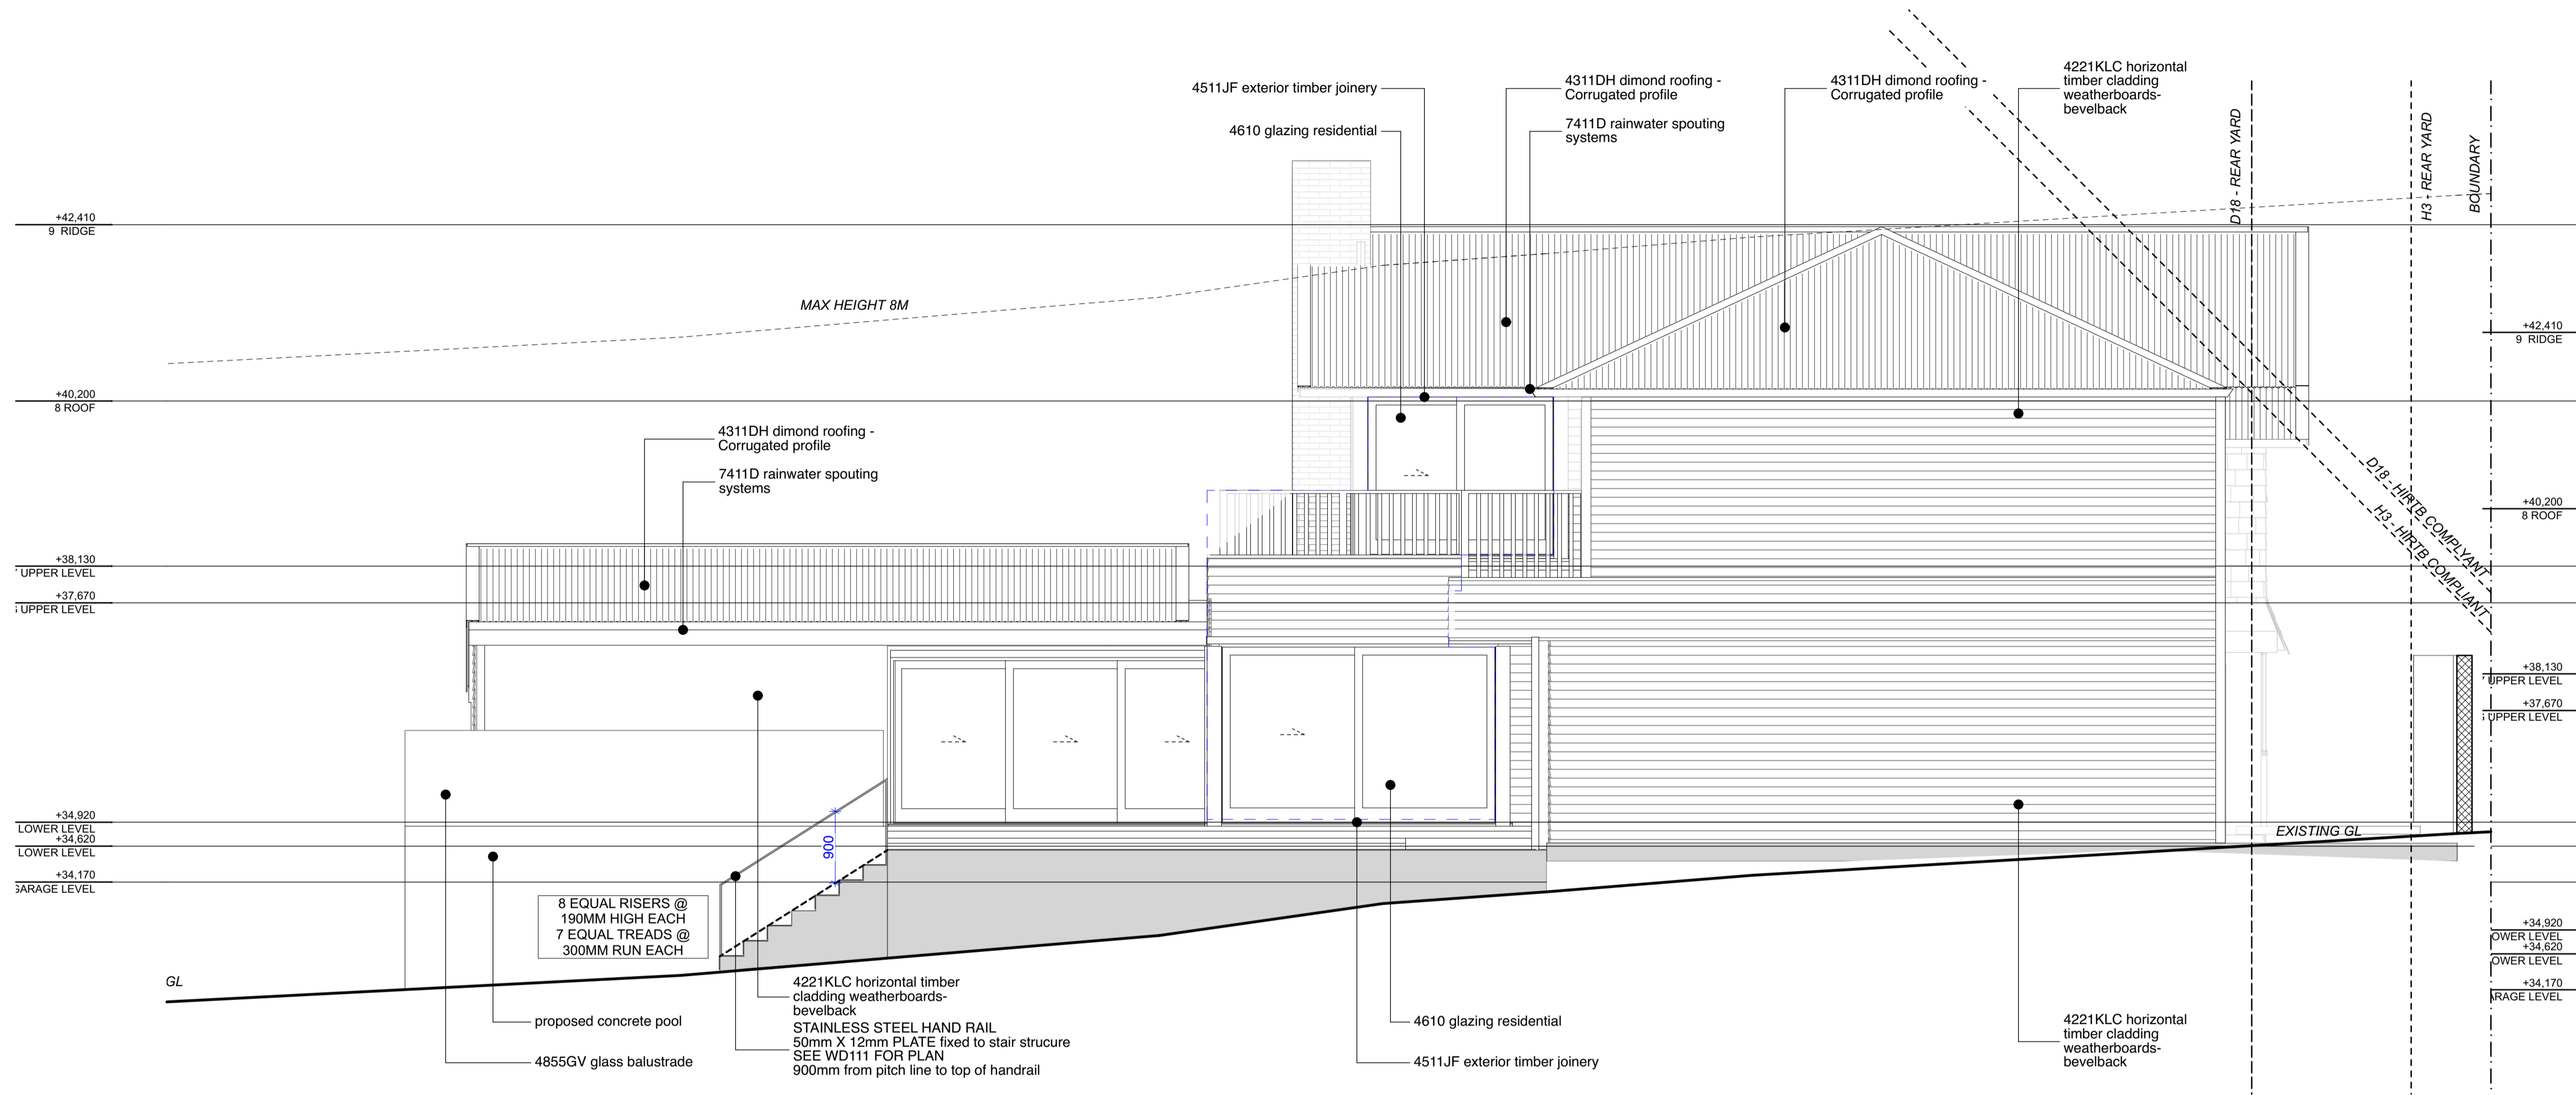 4511JF exterior timber joinery
4610 glazing residential
4311DH dimond roofing -
Corrugated profile
7411D rainwater spouting
systems
4311DH dimond roofing -
Corrugated profile
4221KLC horizontal
timber cladding
weatherboards-
bevelback
D18 - REAR YARD
H3 - REAR YARD
BOUNDARY
+42,410
9 RIDGE
MAX HEIGHT 8M
+42,410
9 RIDGE
+40,200
8 ROOF
4311DH dimond roofing -
Corrugated profile
7411D rainwater spouting
systems
D18 - HIRTB COMPLYANT
H3 - HIRTB COMPLIANT
+40,200
8 ROOF
+38,130
UPPER LEVEL
+37,670
UPPER LEVEL
+38,130
UPPER LEVEL
+37,670
UPPER LEVEL
+34,920
LOWER LEVEL
+34,620
LOWER LEVEL
+34,170
GARAGE LEVEL
900
EXISTING GL
8 EQUAL RISERS @
190MM HIGH EACH
7 EQUAL TREADS @
300MM RUN EACH
+34,920
OWER LEVEL
+34,620
OWER LEVEL
+34,170
ARAGE LEVEL
GL
4221KLC horizontal timber
cladding weatherboards-
bevelback
STAINLESS STEEL HAND RAIL
50mm X 12mm PLATE fixed to stair strucure
SEE WD111 FOR PLAN
900mm from pitch line to top of handrail
proposed concrete pool
4855GV glass balustrade
4610 glazing residential
4511JF exterior timber joinery
4221KLC horizontal
timber cladding
weatherboards-
bevelback